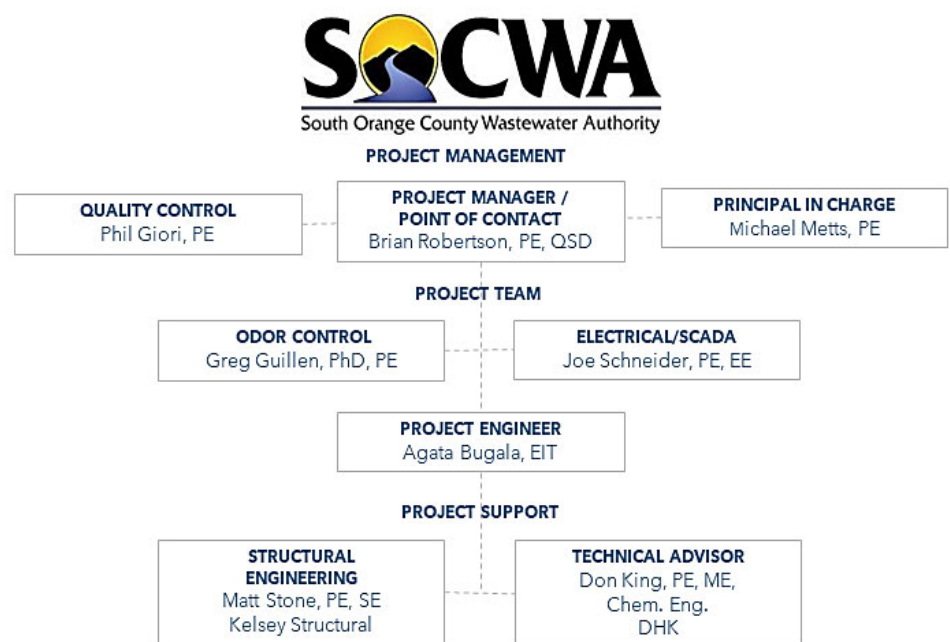 SOCWA
South Orange County Wastewater Authority
PROJECT MANAGEMENT
QUALITY CONTROL
Phil Giori, PE
PROJECT MANAGER /
POINT OF CONTACT
Brian Robertson, PE, QSD
PRINCIPAL IN CHARGE
Michael Metts, PE
PROJECT TEAM
ODOR CONTROL
Greg Guillen, PhD, PE
ELECTRICAL/SCADA
Joe Schneider, PE, EE
PROJECT ENGINEER
Agata Bugala, EIT
PROJECT SUPPORT
STRUCTURAL
ENGINEERING
Matt Stone, PE, SE
Kelsey Structural
TECHNICAL ADVISOR
Don King, PE, ME,
Chem. Eng.
DHK